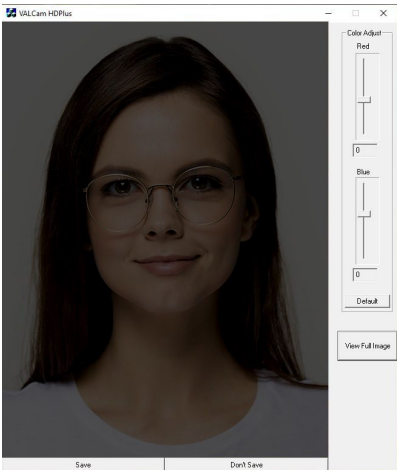 VALCam HDPlus
Color Adjust
Red
0
Blue
0
Default
View Full Image
Save
Don't Save